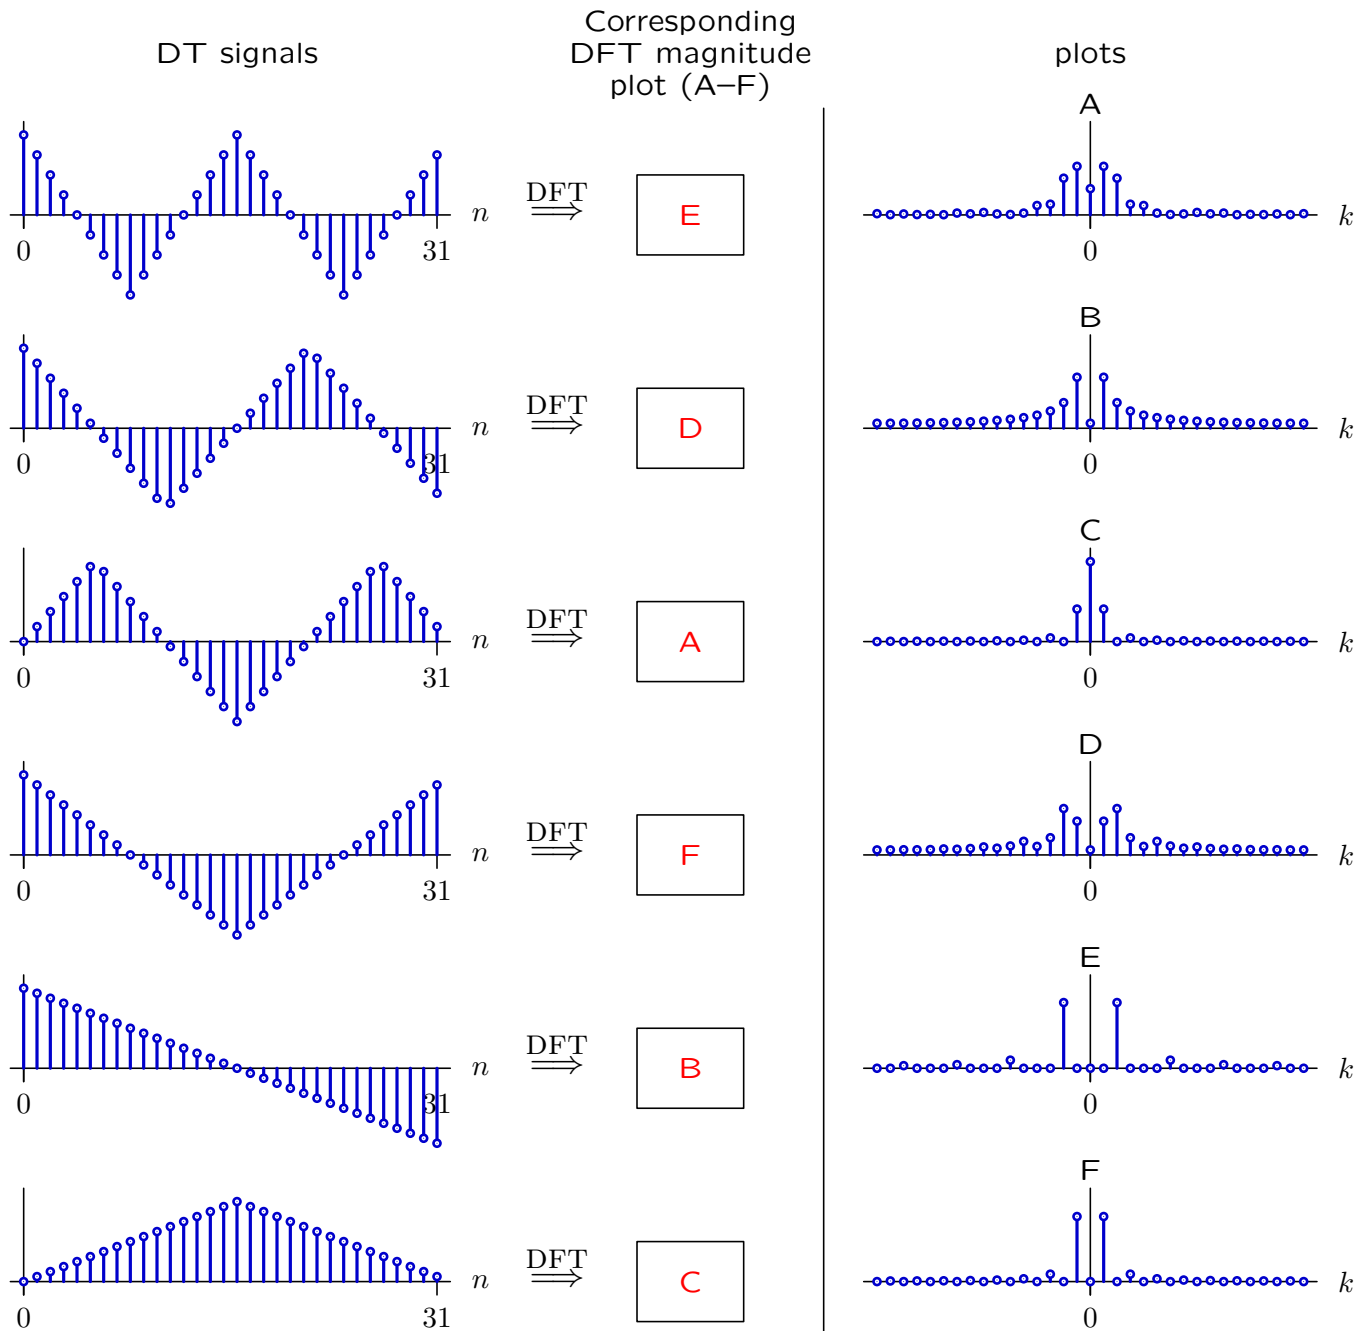 DT signals
Corresponding
DFT magnitude
plot (A–F)
plots
n
0
31
DFT
⟹
E
A
k
0
n
0
31
DFT
⟹
D
B
k
0
n
0
31
DFT
⟹
A
C
k
0
n
0
31
DFT
⟹
F
D
k
0
n
0
31
DFT
⟹
B
E
k
0
n
0
31
DFT
⟹
C
F
k
0